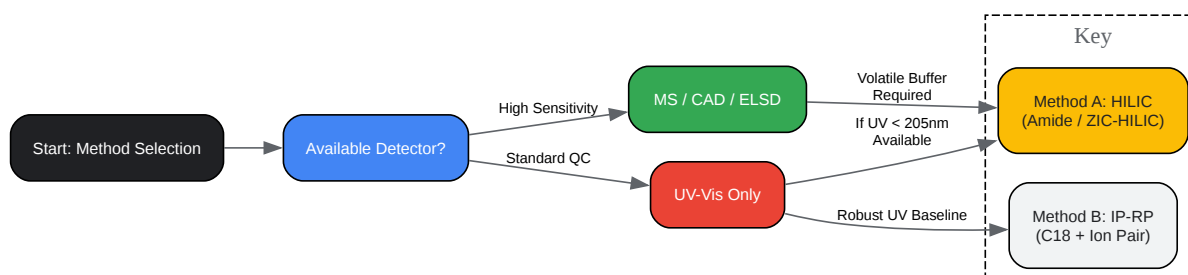 Start: Method Selection
Available Detector?
High Sensitivity
Standard QC
MS / CAD / ELSD
UV-Vis Only
Volatile Buffer
Required
If UV < 205nm
Available
Robust UV Baseline
Key
Method A: HILIC
(Amide / ZIC-HILIC)
Method B: IP-RP
(C18 + Ion Pair)